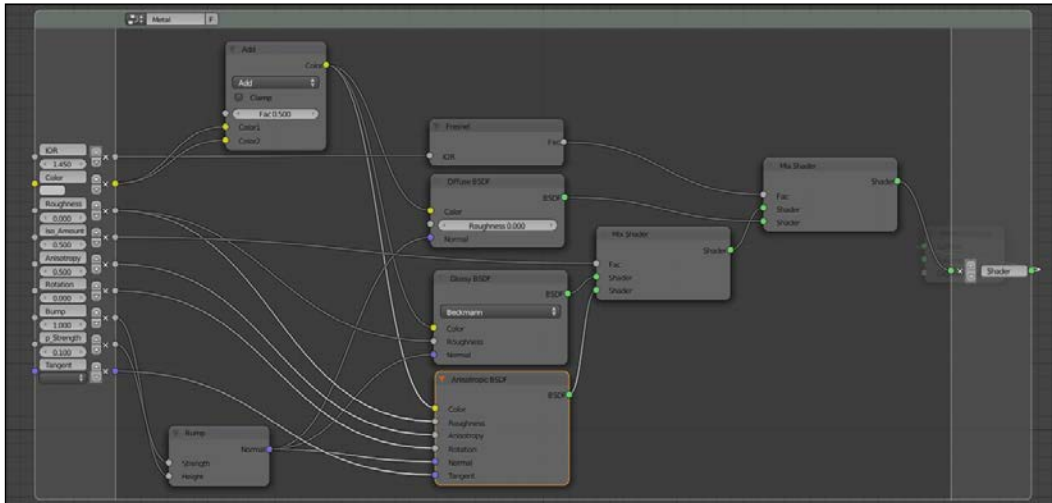 Metal F
Add
Color
Add
Clamp
Fac 0.500
Color1
Color2
IOR
1.450
Color
Roughness
0.000
Iso_Amount
0.500
Anisotropy
0.500
Rotation
0.000
Bump
1.000
p_Strength
0.100
Tangent
Fresnel
Fac
IOR
Diffuse BSDF
BSDF
Color
Roughness 0.000
Normal
Glossy BSDF
BSDF
Beckmann
Color
Roughness
Normal
Anisotropic BSDF
BSDF
Color
Roughness
Anisotropy
Rotation
Normal
Tangent
Bump
Normal
Strength
Height
Mix Shader
Shader
Fac
Shader
Shader
Mix Shader
Shader
Fac
Shader
Shader
Shader